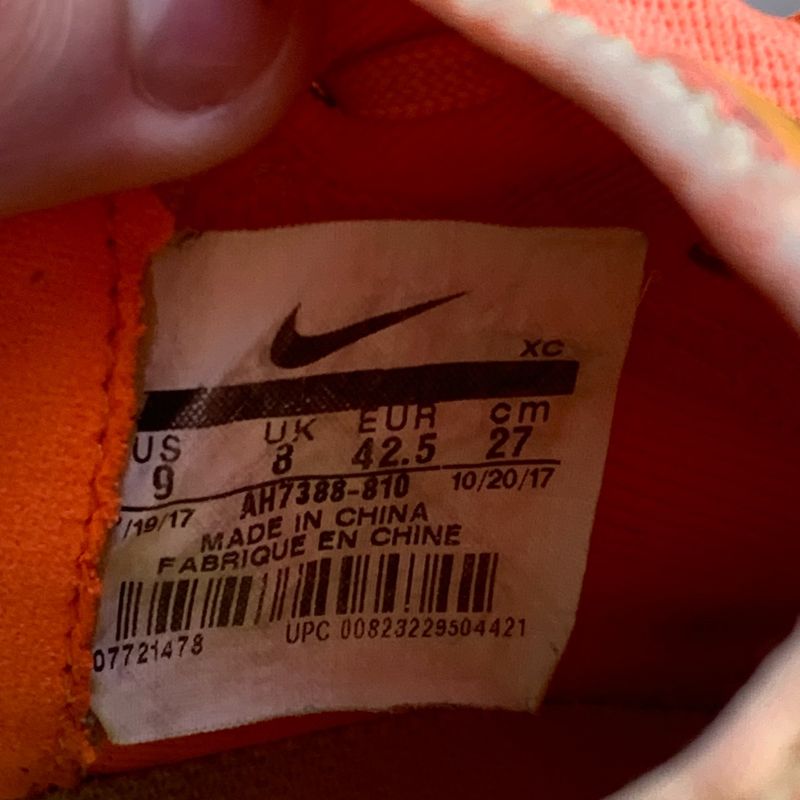 XC
US UK EUR cm
9 8 42.5 27
/19/17 AH7388-810 10/20/17
MADE IN CHINA
FABRIQUE EN CHINE
07721478 UPC 00823229504421